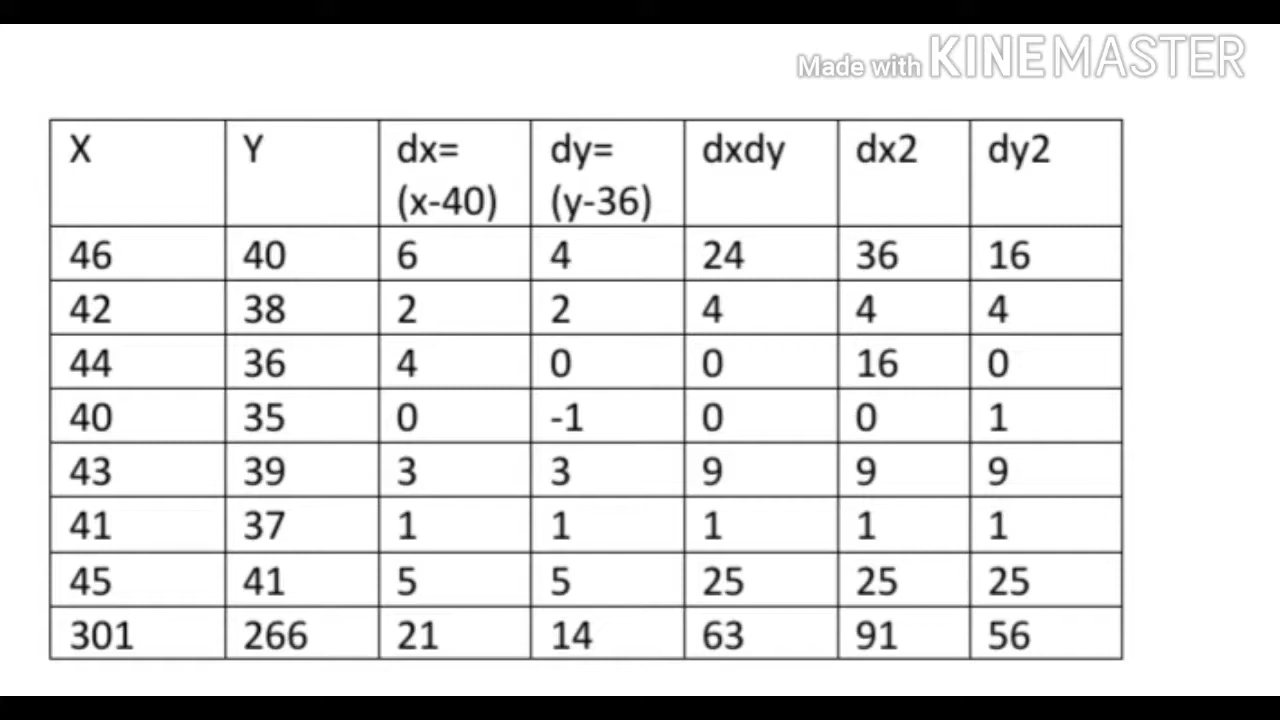 Made with KINEMASTER
X Y dx= dy= dxdy dx2 dy2
(x-40) (y-36)
46 40 6 4 24 36 16
42 38 2 2 4 4 4
44 36 4 0 0 16 0
40 35 0 -1 0 0 1
43 39 3 3 9 9 9
41 37 1 1 1 1 1
45 41 5 5 25 25 25
301 266 21 14 63 91 56